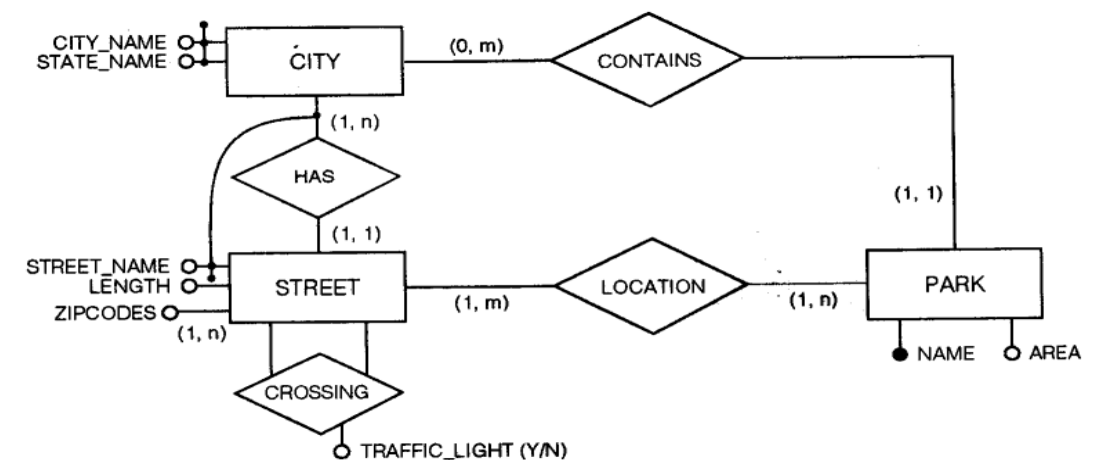 CITY_NAME
STATE_NAME
CITY
(0, m)
CONTAINS
(1, n)
HAS
(1, 1)
(1, 1)
STREET_NAME
LENGTH
ZIPCODES
(1, n)
STREET
(1, m)
LOCATION
(1, n)
PARK
NAME
AREA
CROSSING
TRAFFIC_LIGHT (Y/N)